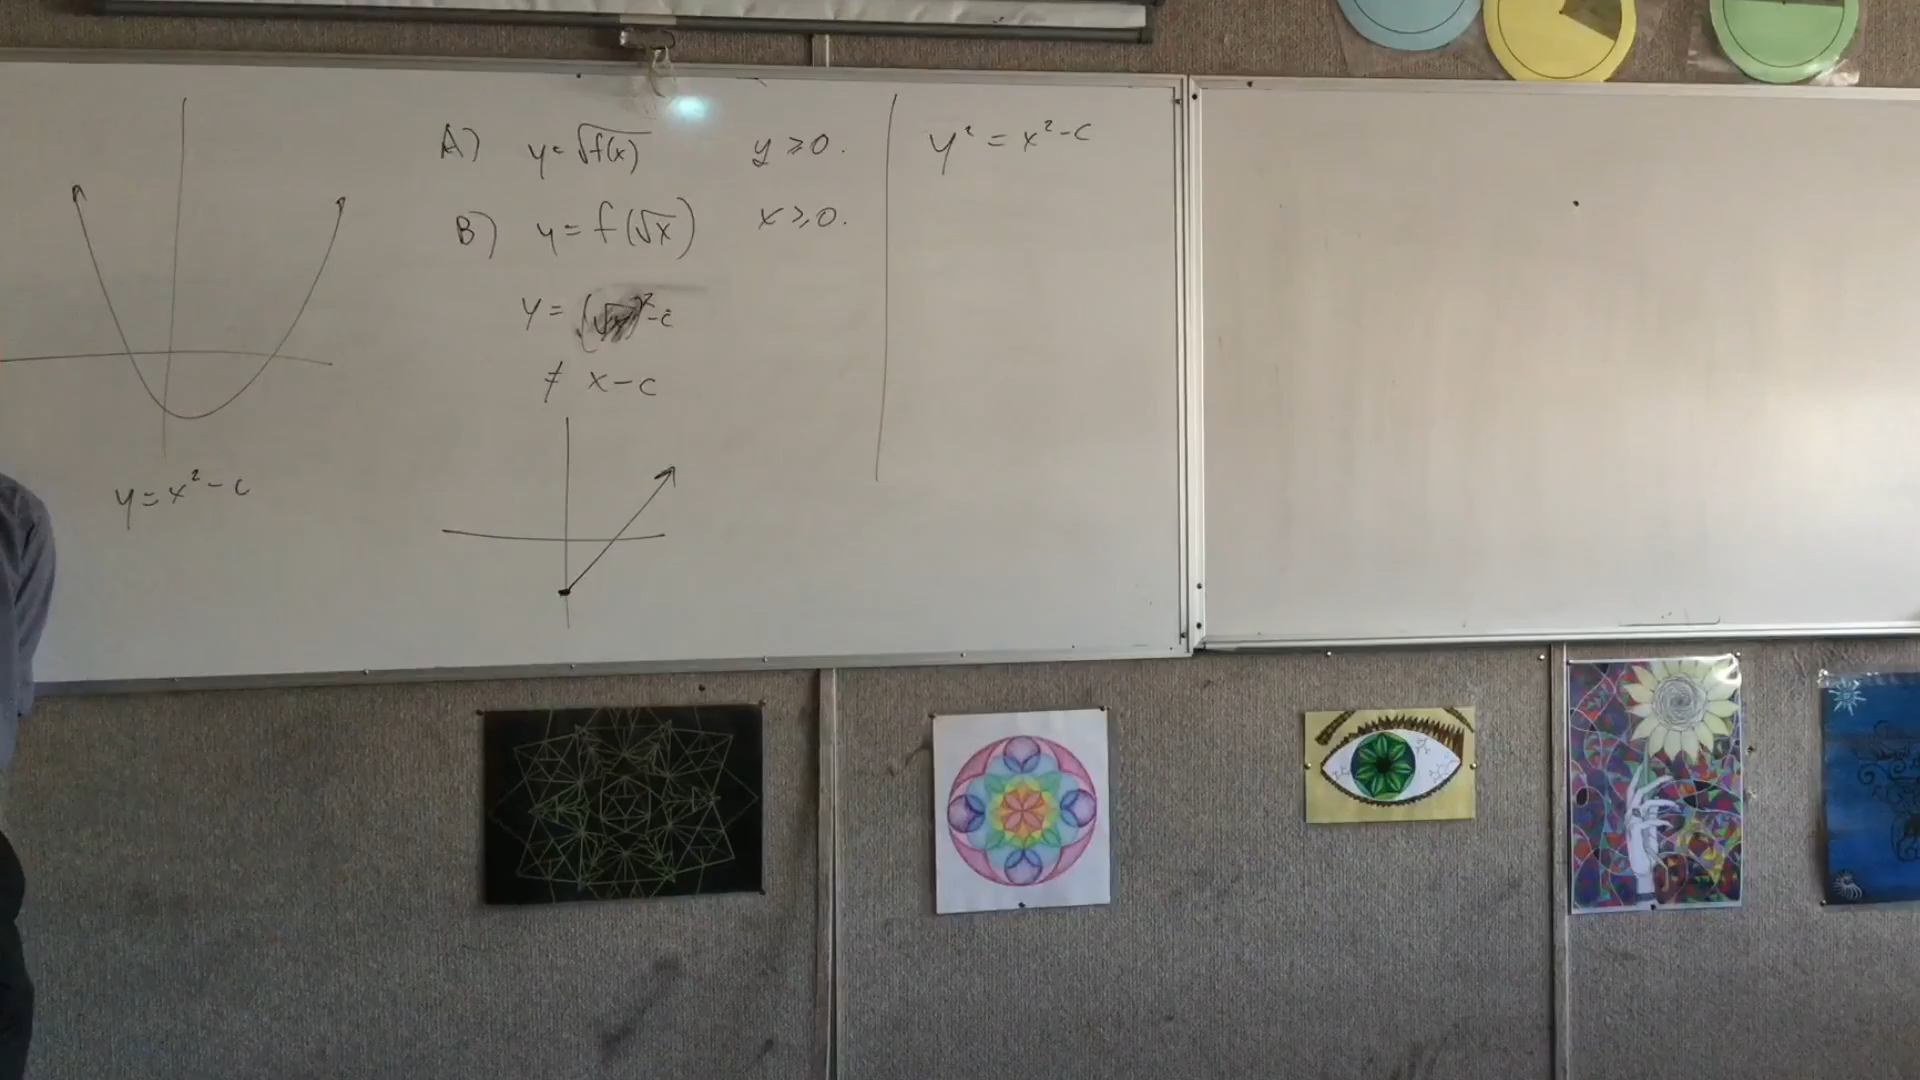 A) y=√f(x) y ≥ 0.
B) y = f(√x) x ≥ 0.
y = (√x)² - c
≠ x - c
y = x² - c
y² = x² - c